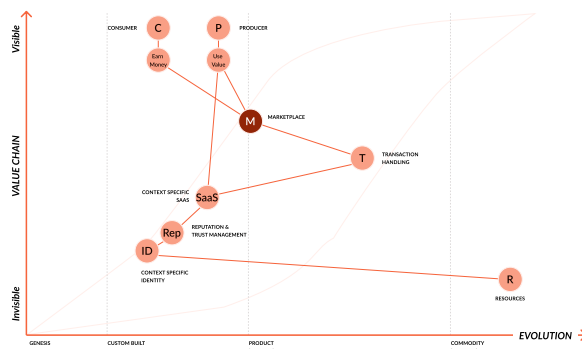 Visible
VALUE CHAIN
Invisible
CONSUMER
C
P
PRODUCER
Earn
Money
Use
Value
M
MARKETPLACE
T
TRANSACTION
HANDLING
CONTEXT SPECIFIC
SAAS
SaaS
Rep
REPUTATION &
TRUST MANAGEMENT
ID
CONTEXT SPECIFIC
IDENTITY
R
RESOURCES
GENESIS
CUSTOM BUILT
PRODUCT
COMMODITY
EVOLUTION